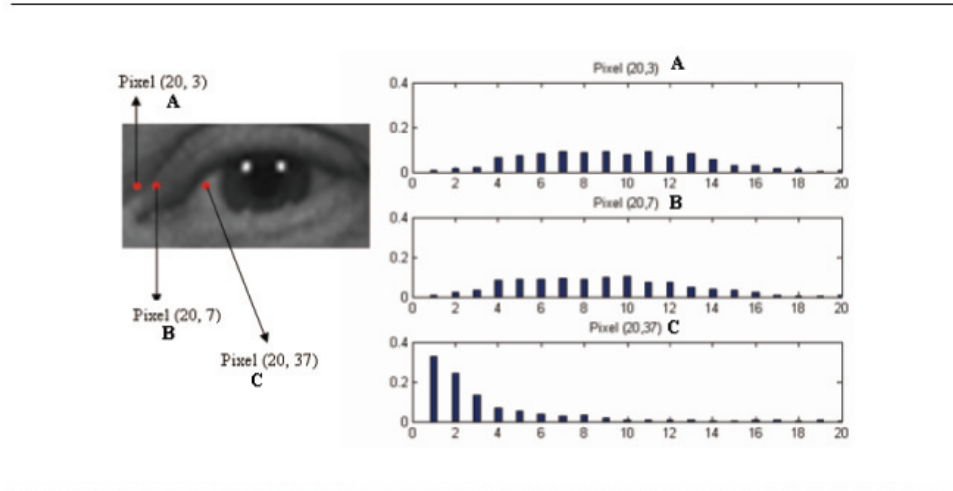 Pixel (20, 3)
A
Pixel (20, 7)
B
Pixel (20, 37)
C
Pixel (20,3) A
0.4
0.2
0
0 2 4 6 8 10 12 14 16 18 20
Pixel (20,7) B
0.4
0.2
0
0 2 4 6 8 10 12 14 16 18 20
Pixel (20,37) C
0.4
0.2
0
0 2 4 6 8 10 12 14 16 18 20